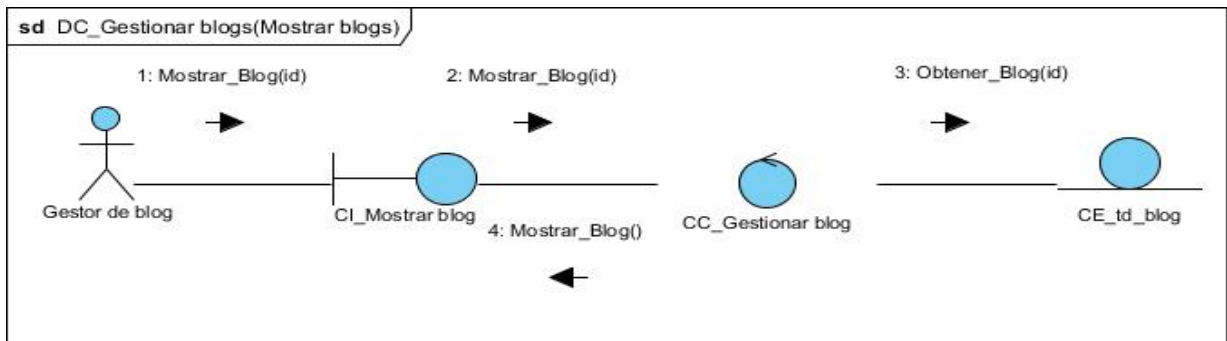 sd DC_Gestionar blogs(Mostrar blogs)
1: Mostrar_Blog(id)
2: Mostrar_Blog(id)
3: Obtener_Blog(id)
Gestor de blog
CI_Mostrar blog
CC_Gestionar blog
CE_td_blog
4: Mostrar_Blog()